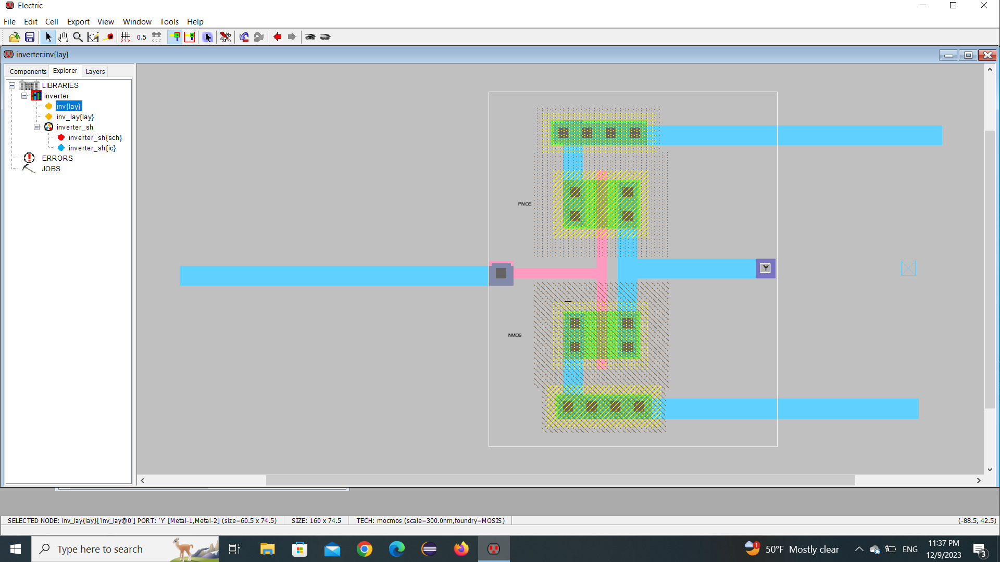 Electric
File Edit Cell Export View Window Tools Help
0.5
inverter:inv{lay}
Components Explorer Layers
LIBRARIES
inverter
inv{lay}
inv_lay{lay}
inverter_sh
inverter_sh{sch}
inverter_sh{ic}
ERRORS
JOBS
PMOS
Y
NMOS
SELECTED NODE: inv_lay{lay}['inv_lay@0'] PORT: 'Y' [Metal-1,Metal-2] (size=60.5 x 74.5) SIZE: 160 x 74.5 TECH: mocmos (scale=300.0nm,foundry=MOSIS) (-88.5, 42.5)
Type here to search
1
50°F Mostly clear
ENG
11:37 PM
12/9/2023
3